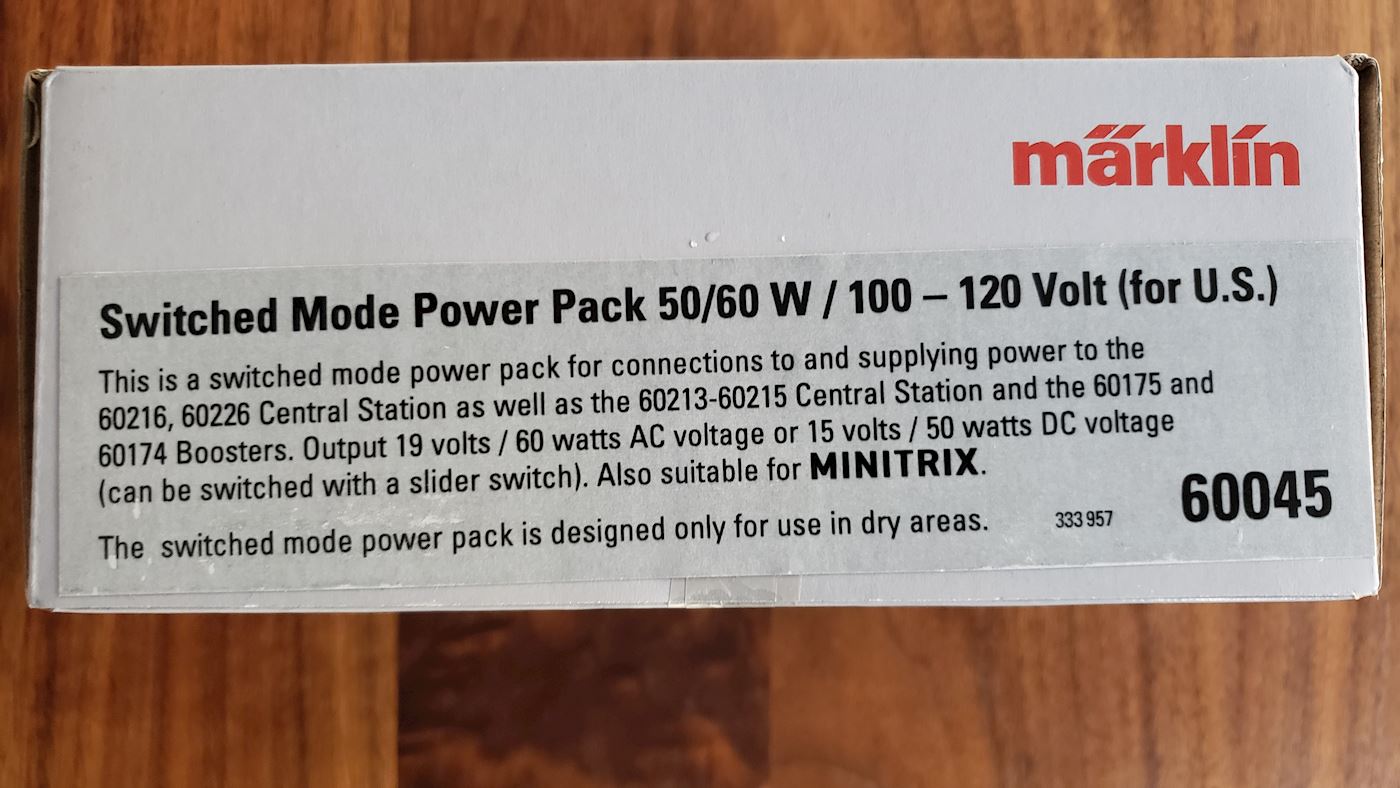 märklín
Switched Mode Power Pack 50/60 W / 100 – 120 Volt (for U.S.)
This is a switched mode power pack for connections to and supplying power to the
60216, 60226 Central Station as well as the 60213-60215 Central Station and the 60175 and
60174 Boosters. Output 19 volts / 60 watts AC voltage or 15 volts / 50 watts DC voltage
(can be switched with a slider switch). Also suitable for MINITRIX.
The switched mode power pack is designed only for use in dry areas.
333 957
60045